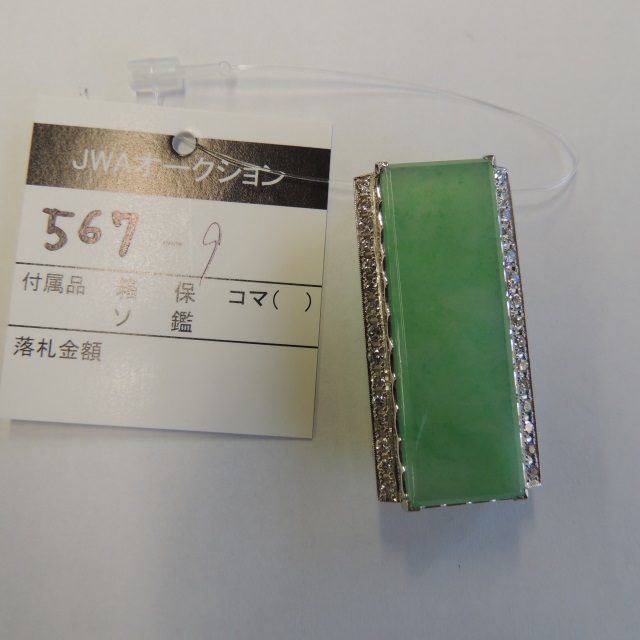 JWAオークション
567-9
付属品 箱 保 コマ( )
ソ 鑑
落札金額